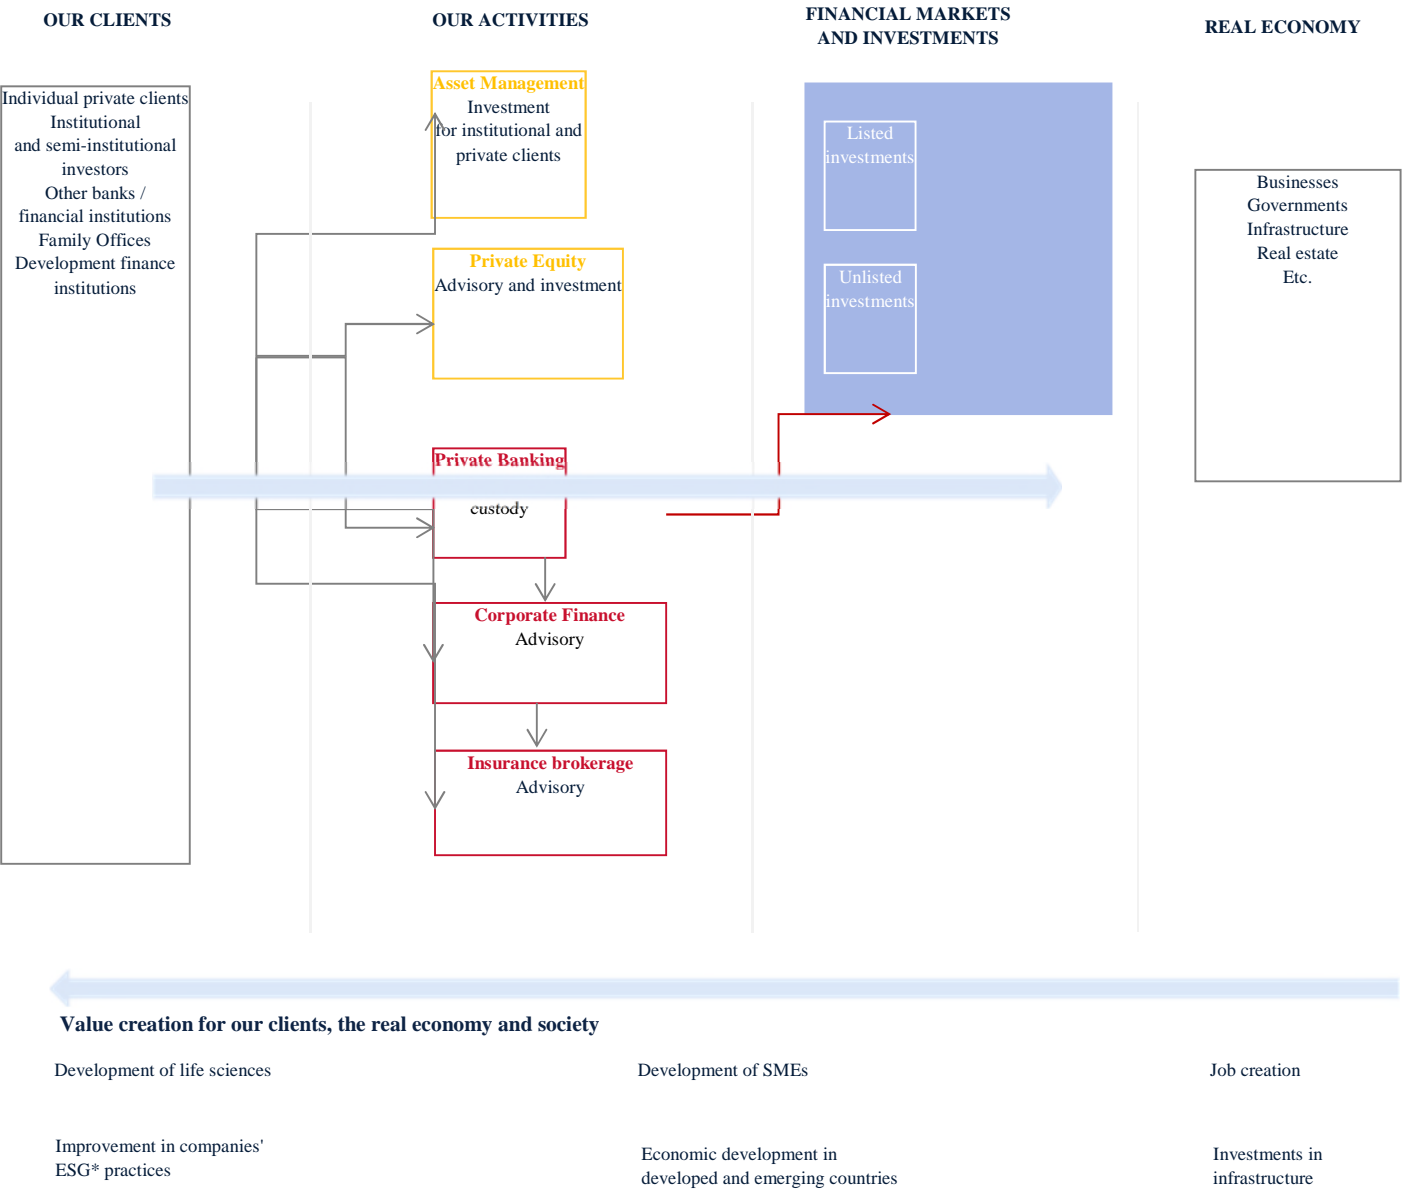 OUR CLIENTS
OUR ACTIVITIES
FINANCIAL MARKETS
AND INVESTMENTS
REAL ECONOMY
Individual private clients
Institutional
and semi-institutional
investors
Other banks /
financial institutions
Family Offices
Development finance
institutions
Asset Management
Investment
for institutional and
private clients
Private Equity
Advisory and investment
Private Banking
custody
Corporate Finance
Advisory
Insurance brokerage
Advisory
Listed
investments
Unlisted
investments
Businesses
Governments
Infrastructure
Real estate
Etc.
Value creation for our clients, the real economy and society
Development of life sciences
Development of SMEs
Job creation
Improvement in companies'
ESG* practices
Economic development in
developed and emerging countries
Investments in
infrastructure